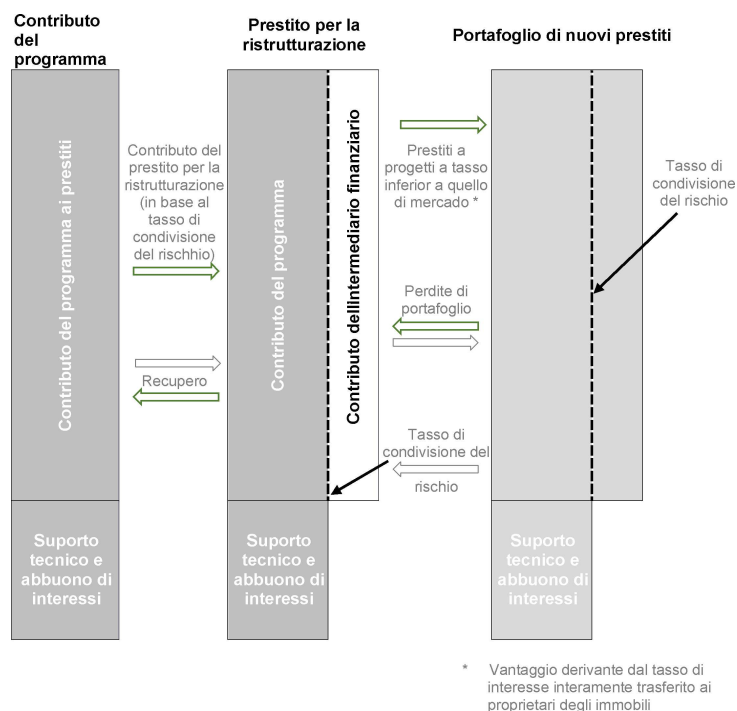 Contributo
del
programma
Prestito per la
ristrutturazione
Portafoglio di nuovi prestiti
Contributo del programma ai prestiti
Contributo del
prestito per la
ristrutturazione
(in base al
tasso di
condivisione
del rischhio)
Recupero
Contributo del programma
Contributo dellintermediario finanziario
Prestiti a
progetti a tasso
inferior a quello
di mercado *
Perdite di
portafoglio
Tasso di
condivisione del
rischio
Tasso di
condivisione
del rischio
Suporto
tecnico e
abbuono di
interessi
Suporto
tecnico e
abbuono di
interessi
Suporto
tecnico e
abbuono di
interessi
* Vantaggio derivante dal tasso di
interesse interamente trasferito ai
proprietari degli immobili